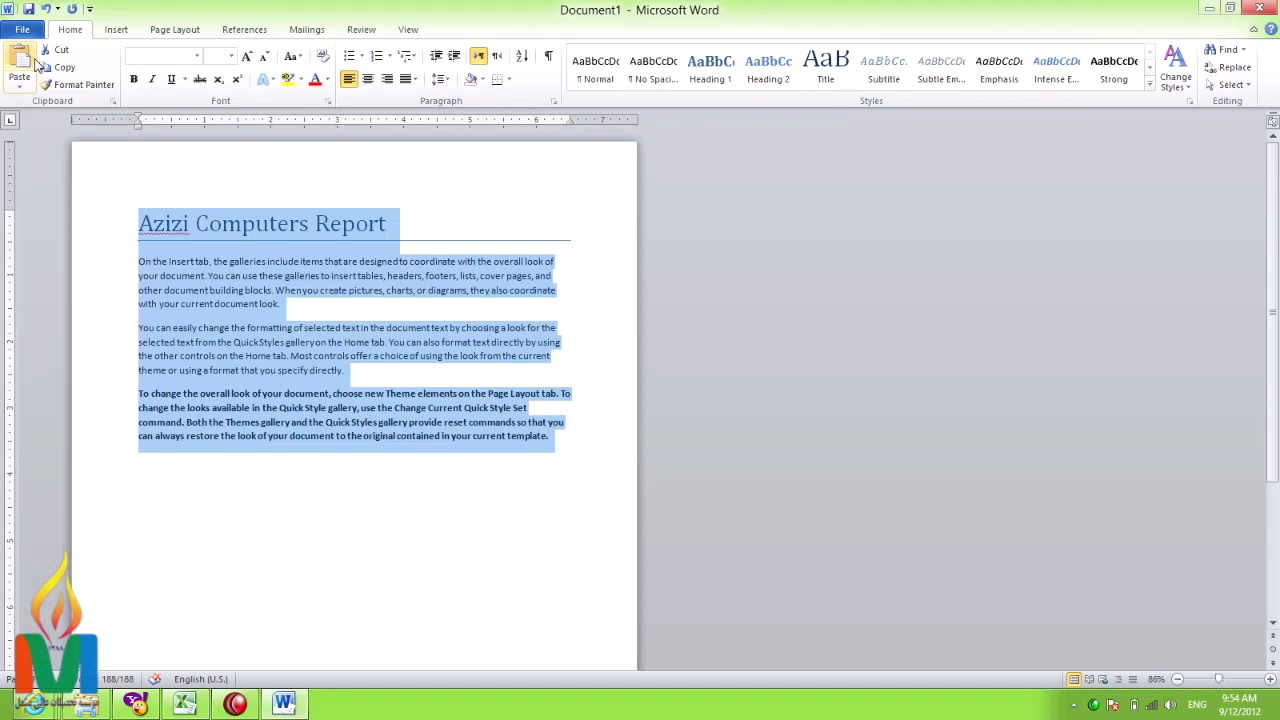 Document1 - Microsoft Word
File Home Insert Page Layout References Mailings Review View
Cut
Copy
Paste
Format Painter
Clipboard Font Paragraph Styles Editing
AaBbCcDc AaBbCcDc AaBbC AaBbCc AaB AaBbCc. AaBbCcDc AaBbCcDc AaBbCcDc AaBbCcDc
¶ Normal ¶ No Spaci... Heading 1 Heading 2 Title Subtitle Subtle Em... Emphasis Intense E... Strong
Change Styles
Find
Replace
Select
1 2 3 4 5 6 7
Azizi Computers Report
On the Insert tab, the galleries include items that are designed to coordinate with the overall look of
your document. You can use these galleries to insert tables, headers, footers, lists, cover pages, and
other document building blocks. When you create pictures, charts, or diagrams, they also coordinate
with your current document look.
You can easily change the formatting of selected text in the document text by choosing a look for the
selected text from the Quick Styles gallery on the Home tab. You can also format text directly by using
the other controls on the Home tab. Most controls offer a choice of using the look from the current
theme or using a format that you specify directly.
To change the overall look of your document, choose new Theme elements on the Page Layout tab. To
change the looks available in the Quick Style gallery, use the Change Current Quick Style Set
command. Both the Themes gallery and the Quick Styles gallery provide reset commands so that you
can always restore the look of your document to the original contained in your current template.
188/188 English (U.S.) 86%
ENG 9:54 AM
9/12/2012